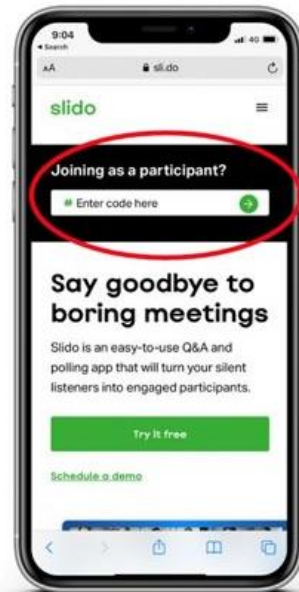 9:04
4G
◂ Search
AA
sli.do
slido
Joining as a participant?
# Enter code here
Say goodbye to
boring meetings
Slido is an easy-to-use Q&A and
polling app that will turn your silent
listeners into engaged participants.
Try it free
Schedule a demo